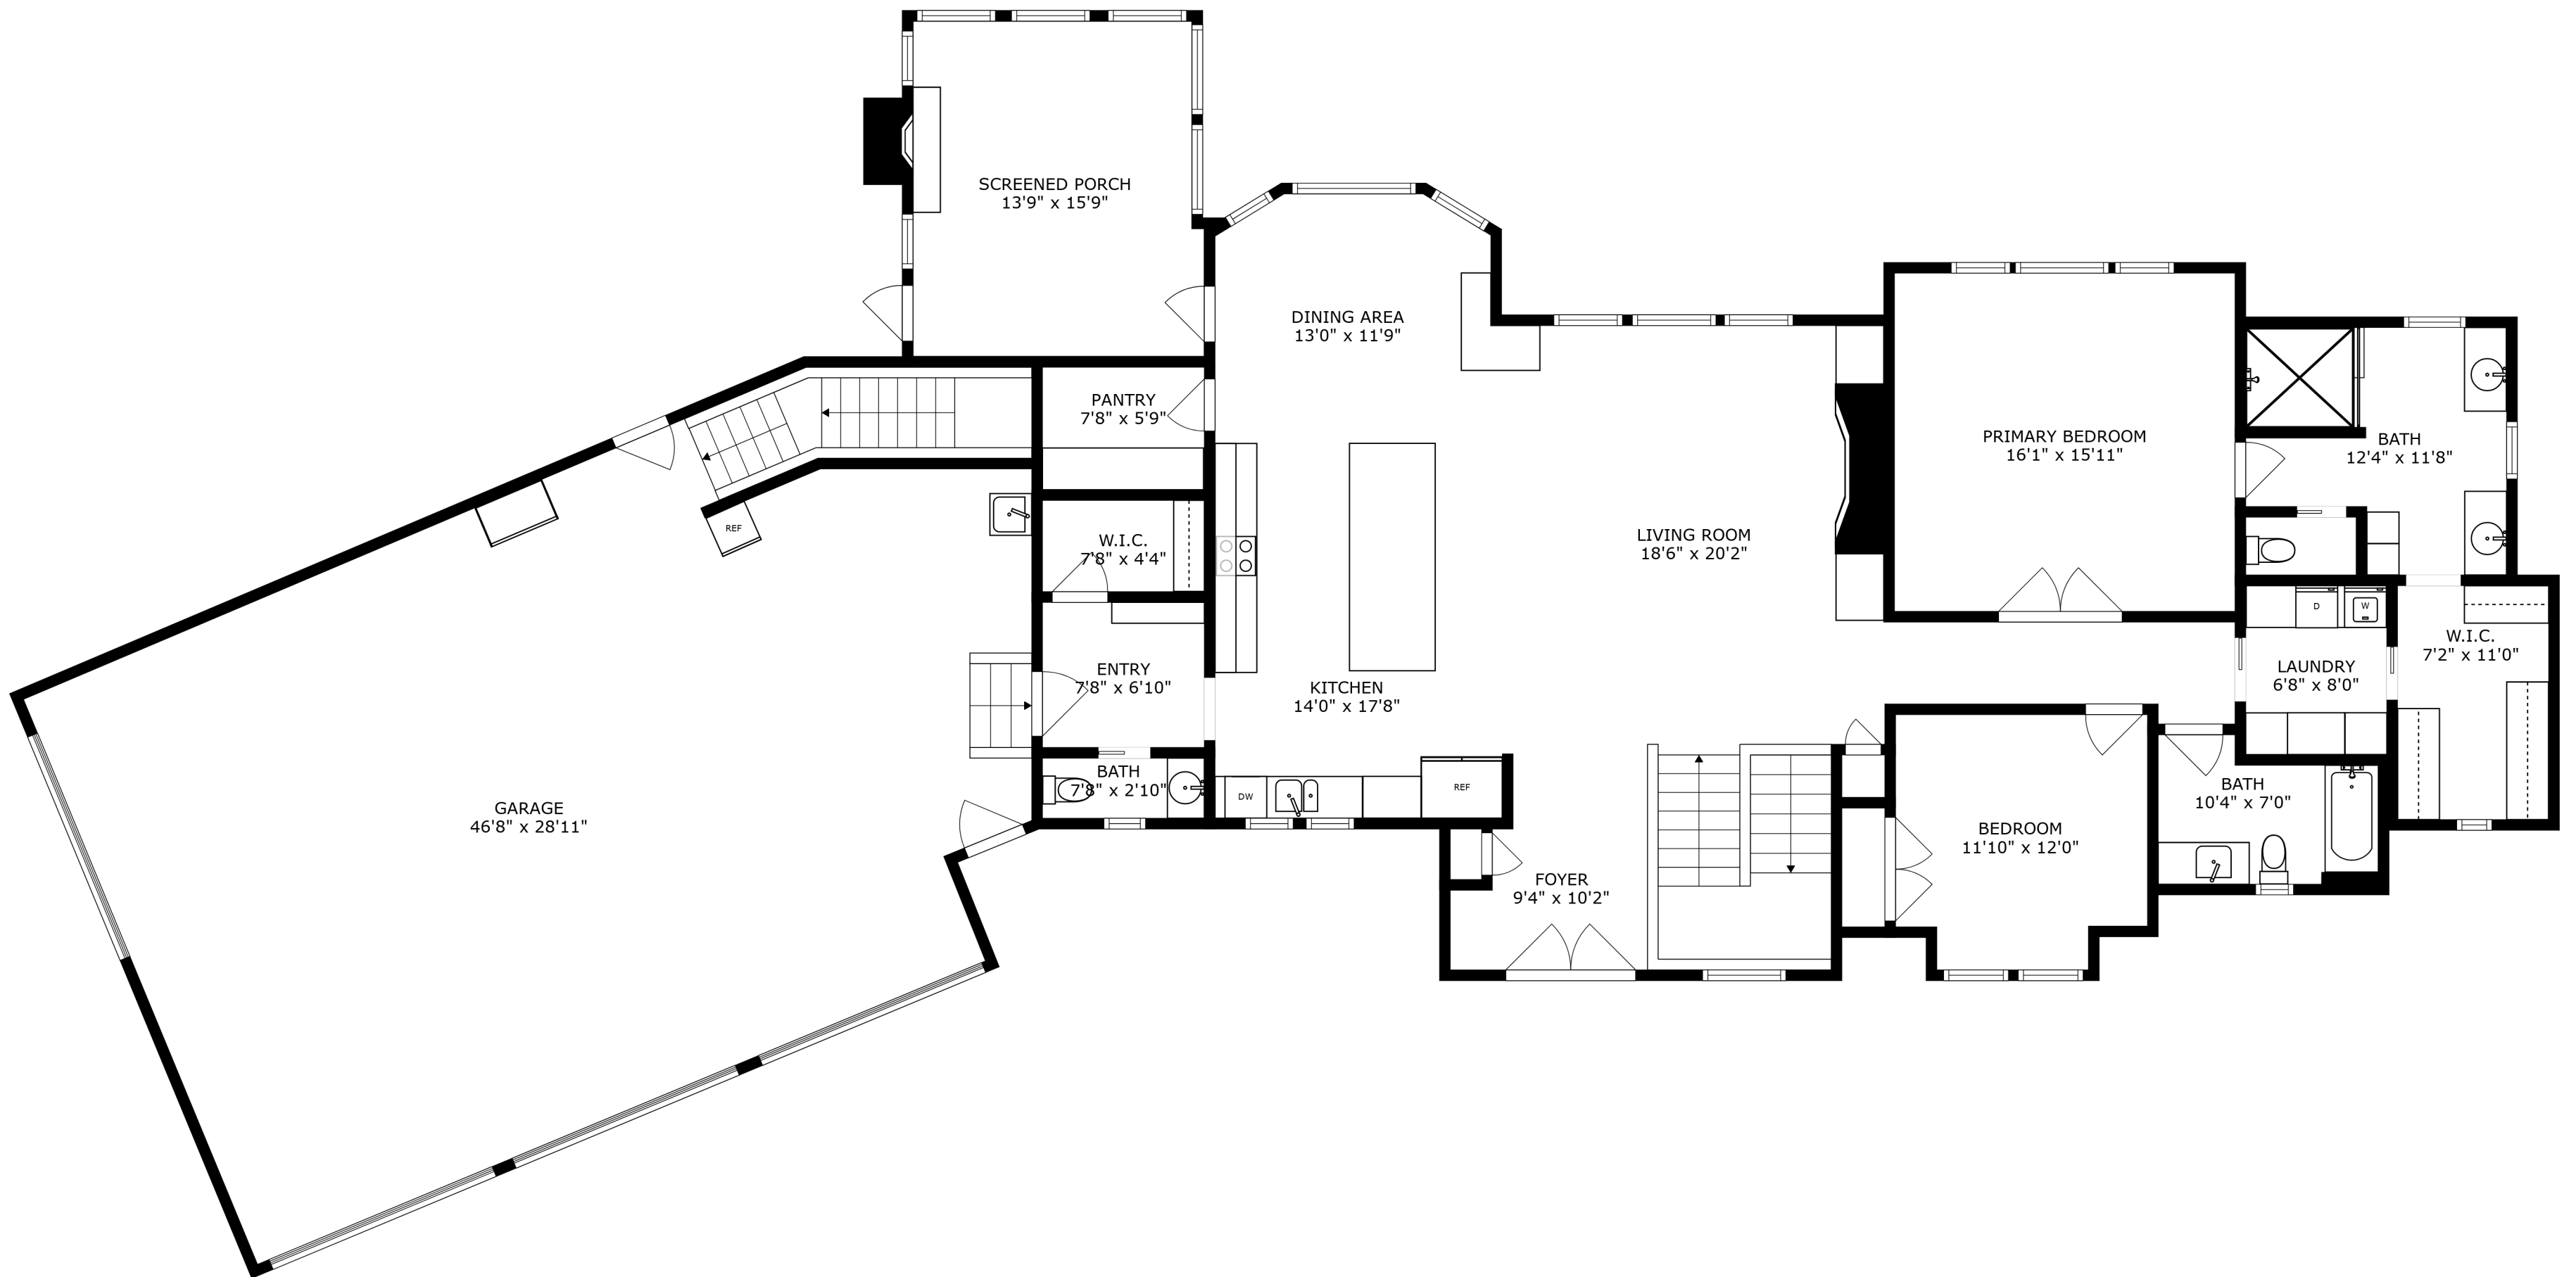 SCREENED PORCH
13'9" x 15'9"
DINING AREA
13'0" x 11'9"
PANTRY
7'8" x 5'9"
PRIMARY BEDROOM
16'1" x 15'11"
BATH
12'4" x 11'8"
REF
W.I.C.
7'8" x 4'4"
LIVING ROOM
18'6" x 20'2"
D
W
W.I.C.
7'2" x 11'0"
ENTRY
7'8" x 6'10"
LAUNDRY
6'8" x 8'0"
KITCHEN
14'0" x 17'8"
BATH
7'8" x 2'10"
DW
REF
BATH
10'4" x 7'0"
GARAGE
46'8" x 28'11"
BEDROOM
11'10" x 12'0"
FOYER
9'4" x 10'2"